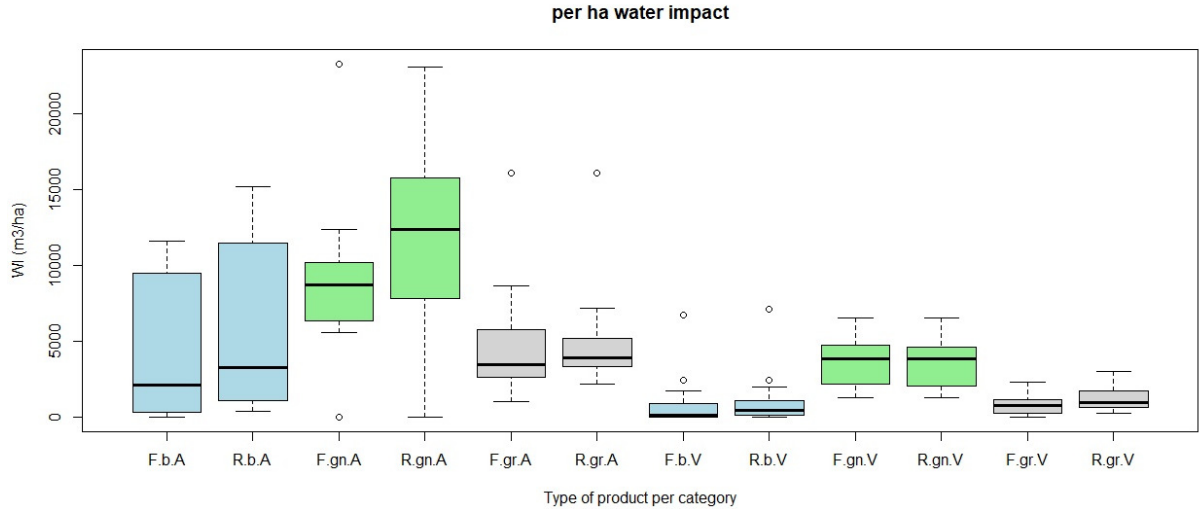 per ha water impact
WI (m3/ha)
20000
15000
10000
5000
0
F.b.A R.b.A F.gn.A R.gn.A F.gr.A R.gr.A F.b.V R.b.V F.gn.V R.gn.V F.gr.V R.gr.V
Type of product per category